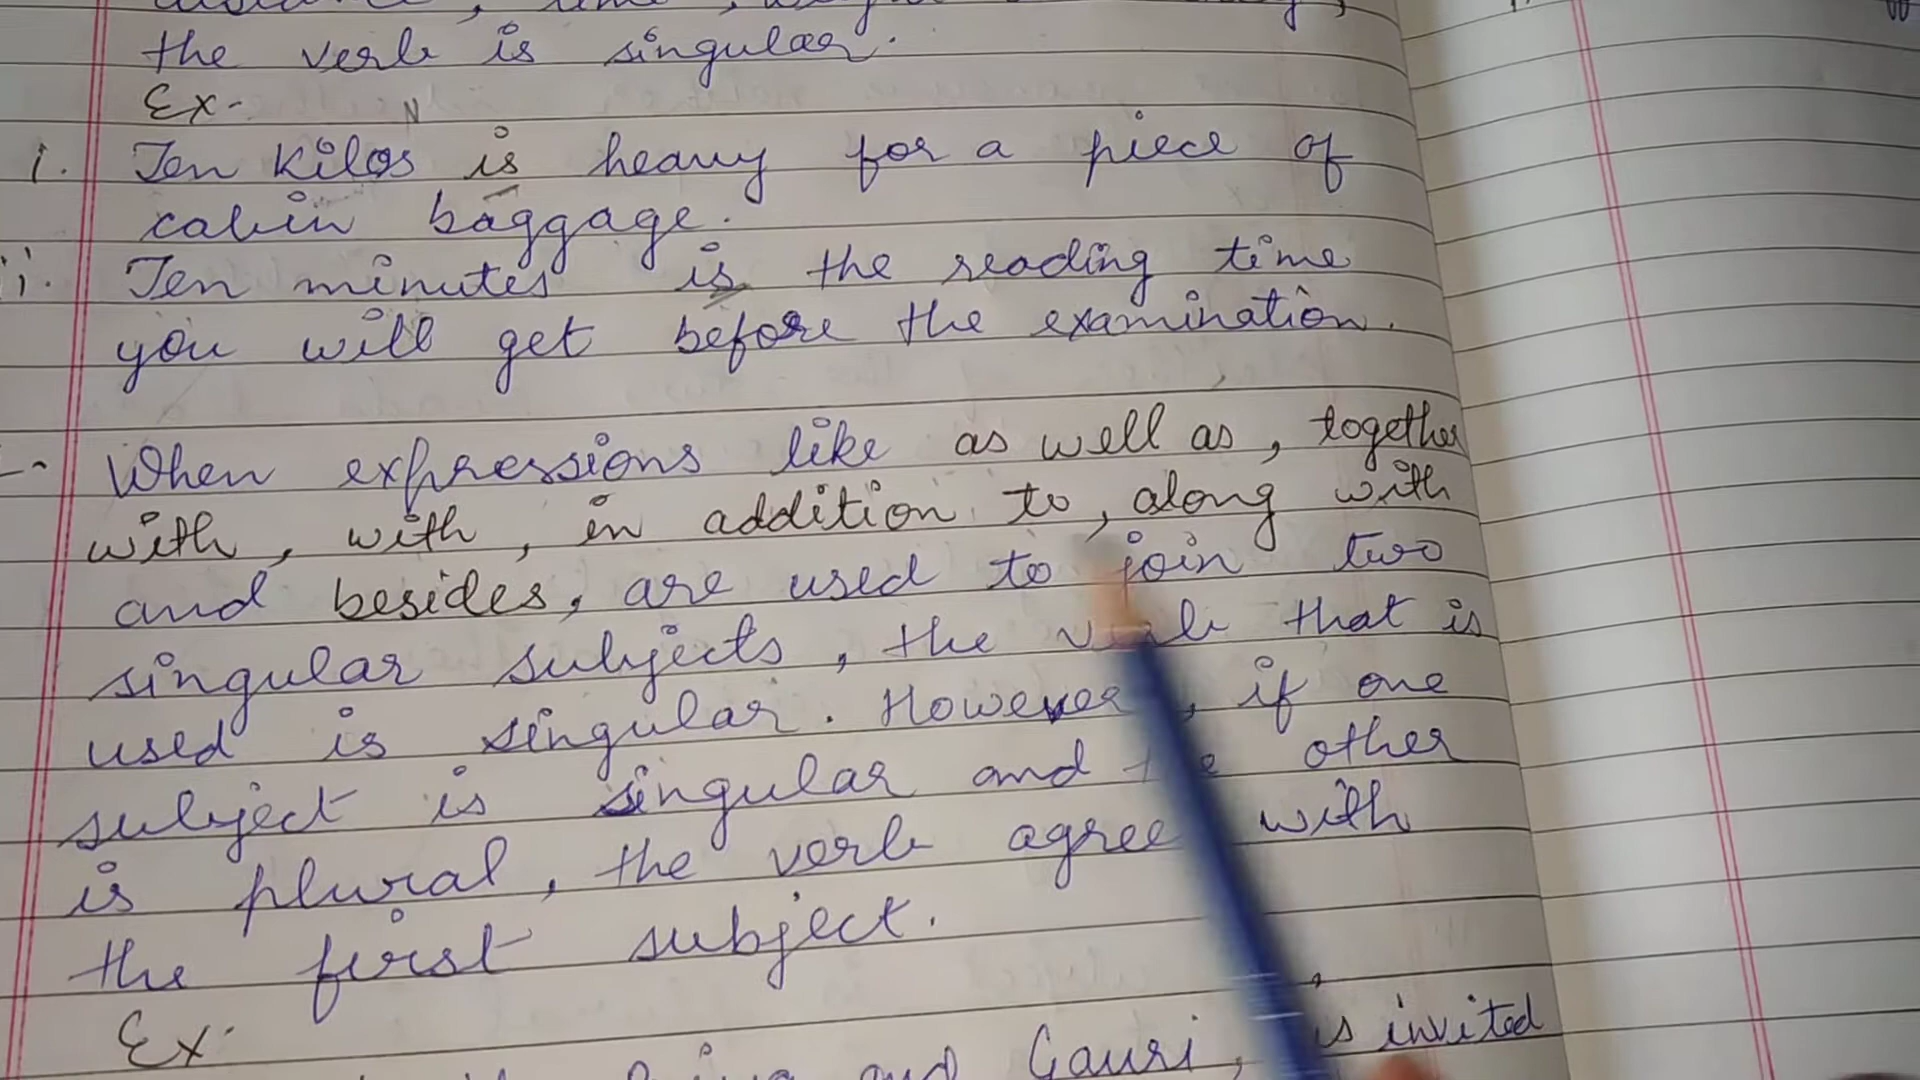 the verb is singular.
Ex-
i. Ten kilos is heavy for a piece of
cabin baggage.
ii. Ten minutes is the reading time
you will get before the examination.
When expressions like as well as, together
with, with, in addition to, along with
and besides, are used to join two
singular subjects, the verb that is
used is singular. However, if one
subject is singular and the other
is plural, the verb agree with
the first subject.
Ex.
and Gauri, is invited